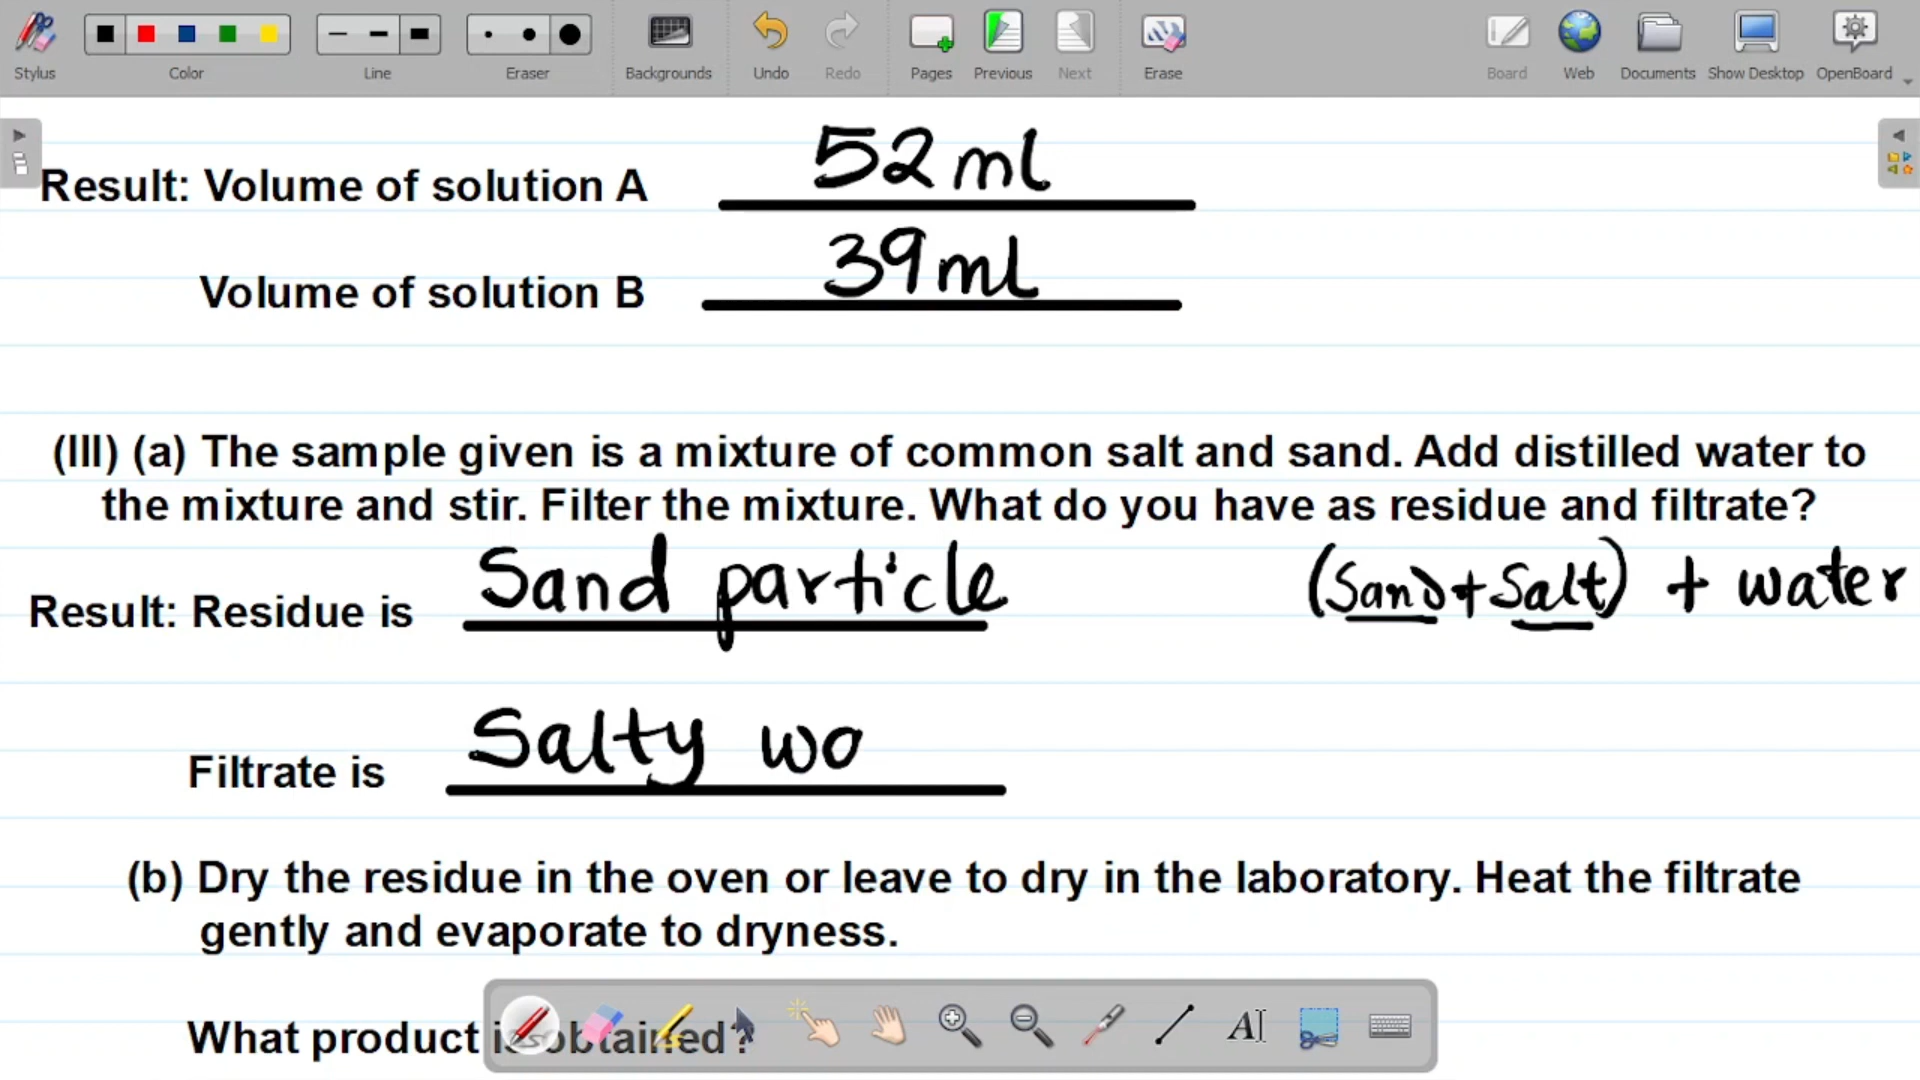 Stylus Color Line Eraser Backgrounds Undo Redo Pages Previous Next Erase Board Web Documents Show Desktop OpenBoard
52ml
Result: Volume of solution A
39ml
Volume of solution B
(III) (a) The sample given is a mixture of common salt and sand. Add distilled water to
the mixture and stir. Filter the mixture. What do you have as residue and filtrate?
Result: Residue is Sand particle (Sand+Salt) + water
Filtrate is Salty wa
(b) Dry the residue in the oven or leave to dry in the laboratory. Heat the filtrate
gently and evaporate to dryness.
What product is obtained?